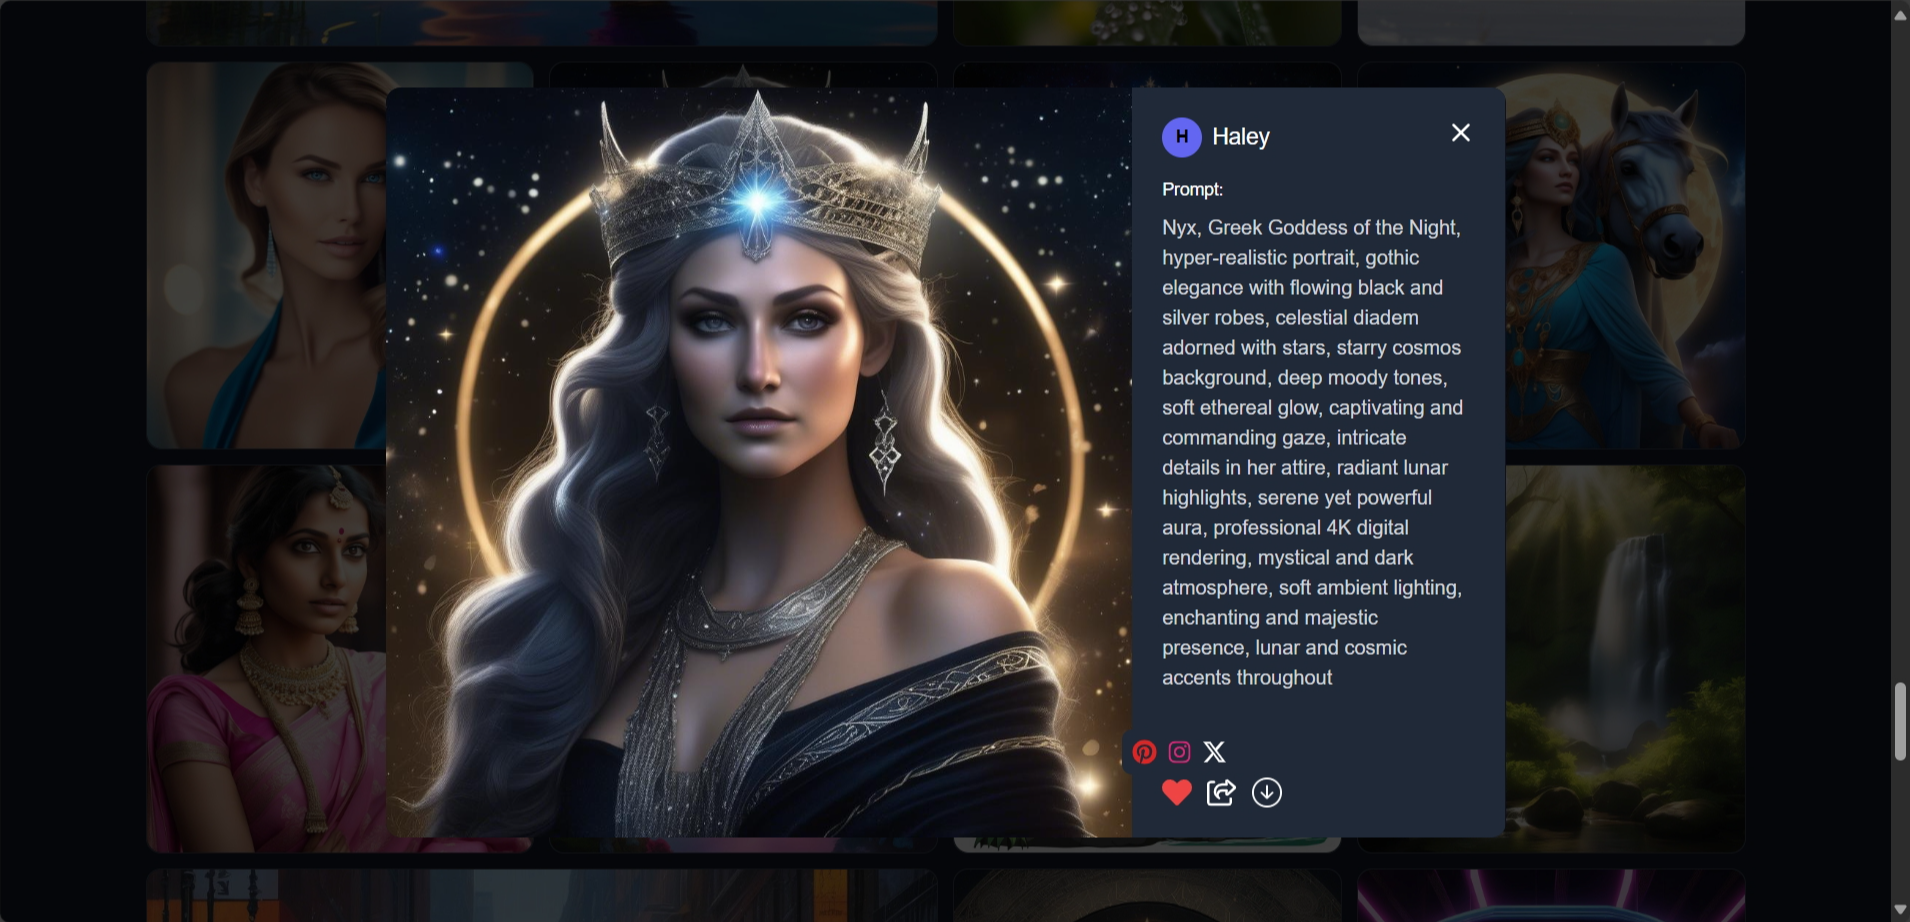 H
Haley
Prompt:
Nyx, Greek Goddess of the Night,
hyper-realistic portrait, gothic
elegance with flowing black and
silver robes, celestial diadem
adorned with stars, starry cosmos
background, deep moody tones,
soft ethereal glow, captivating and
commanding gaze, intricate
details in her attire, radiant lunar
highlights, serene yet powerful
aura, professional 4K digital
rendering, mystical and dark
atmosphere, soft ambient lighting,
enchanting and majestic
presence, lunar and cosmic
accents throughout